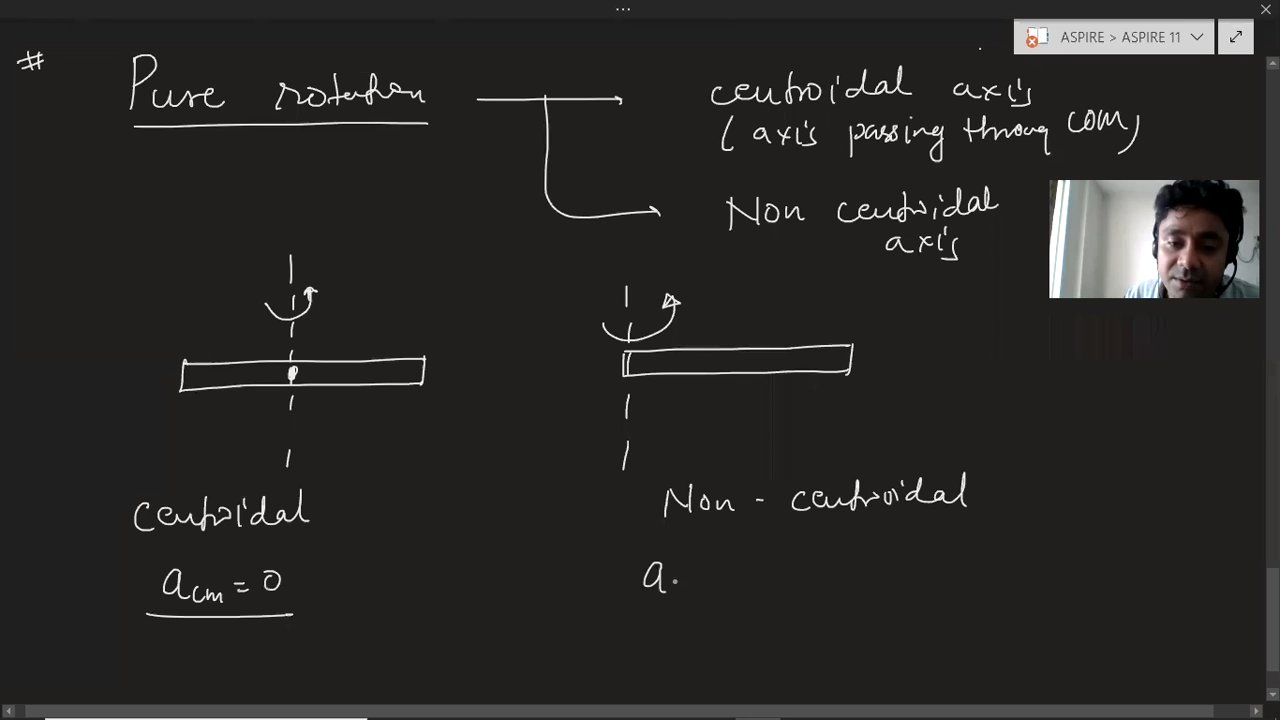 ASPIRE > ASPIRE 11
# Pure rotation
centroidal axis
(axis passing throug COM)
Non centroidal
axis
centroidal
Non - centroidal
acm = 0
a.